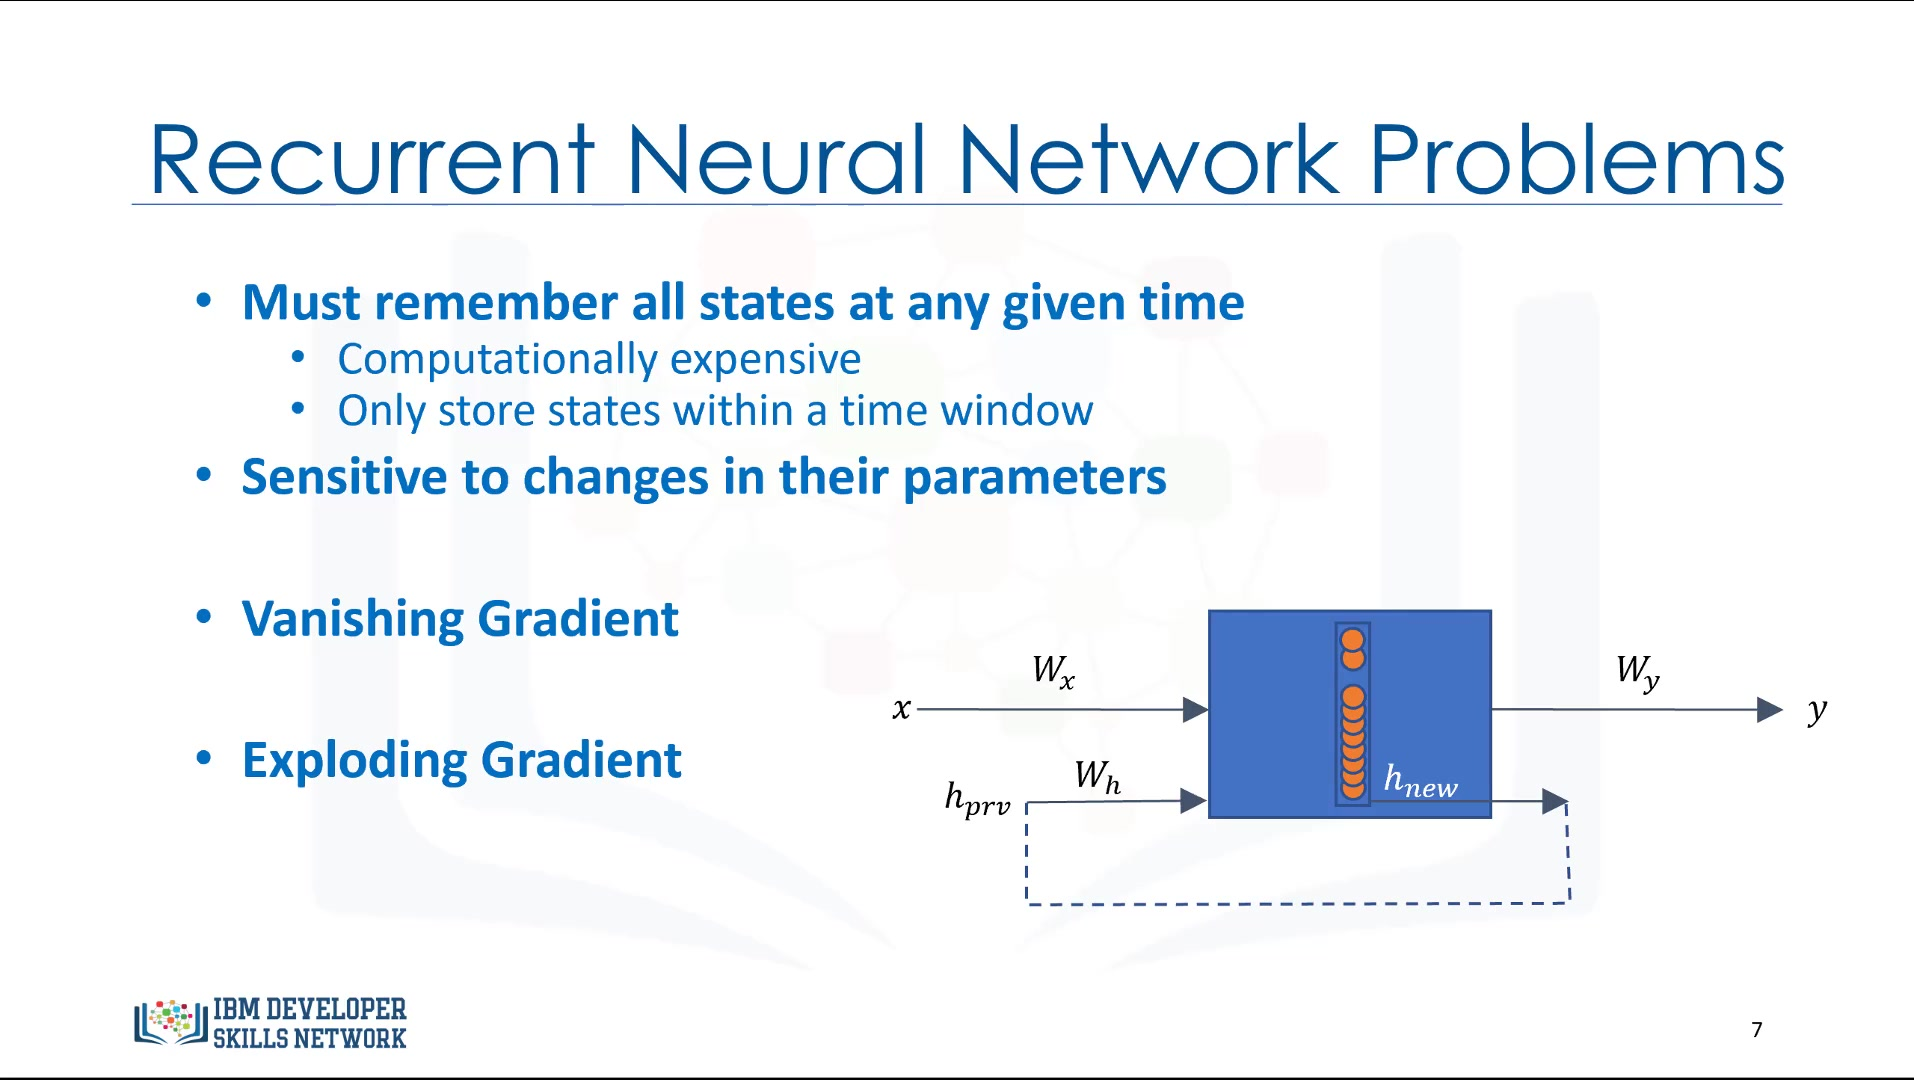 Recurrent Neural Network Problems
• Must remember all states at any given time
• Computationally expensive
• Only store states within a time window
• Sensitive to changes in their parameters
• Vanishing Gradient
• Exploding Gradient
W_x
W_y
x
y
W_h
h_prv
h_new
IBM DEVELOPER
SKILLS NETWORK
7